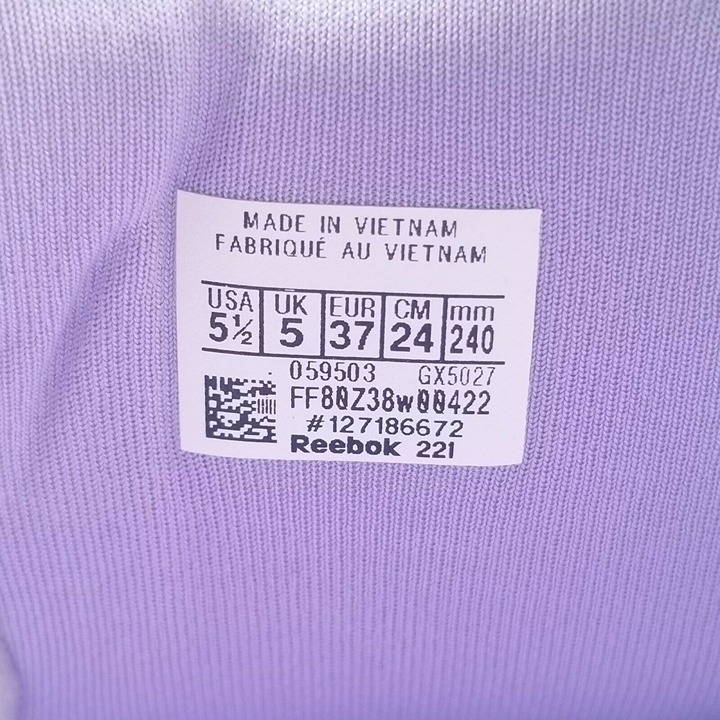 MADE IN VIETNAM
FABRIQUÉ AU VIETNAM
USA UK EUR CM mm
5½ 5 37 24 240
059503 GX5027
FF80Z38w00422
#127186672
Reebok 221